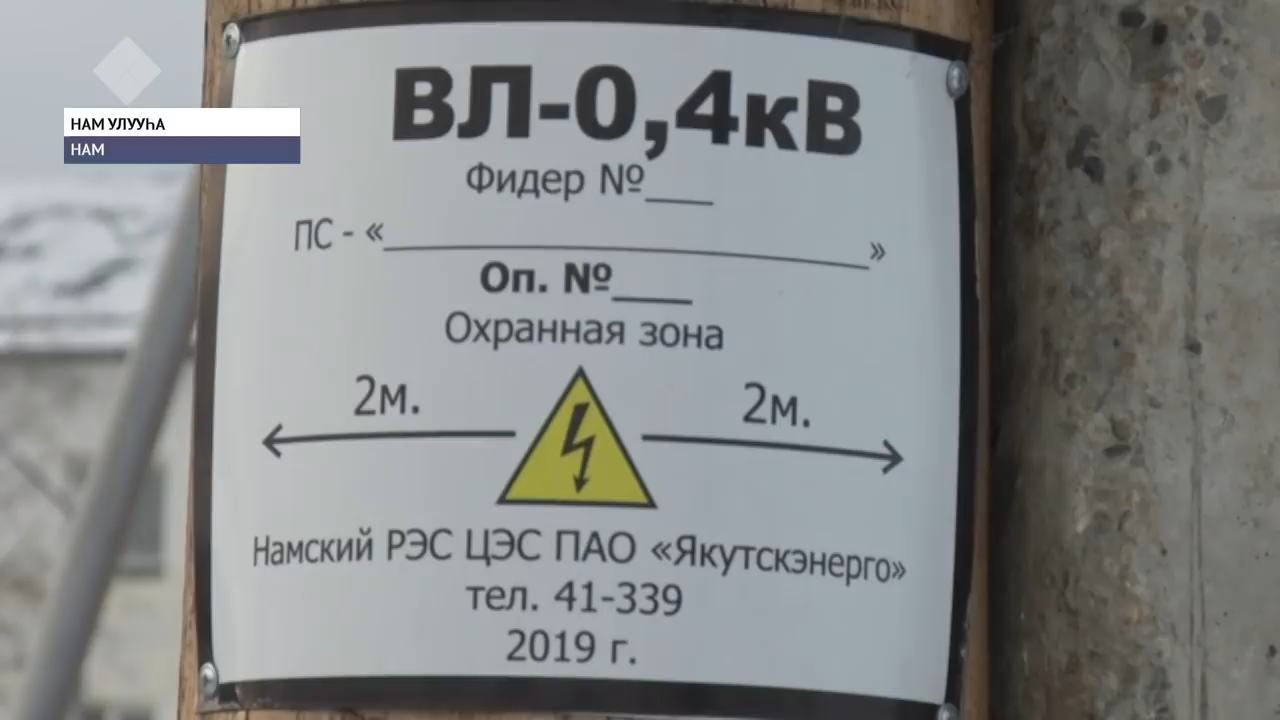 НАМ УЛУУҺА
НАМ
ВЛ-0,4кВ
Фидер №___
ПС - «______________________»
Оп. №___
Охранная зона
2м. 2м.
Намский РЭС ЦЭС ПАО «Якутскэнерго»
тел. 41-339
2019 г.